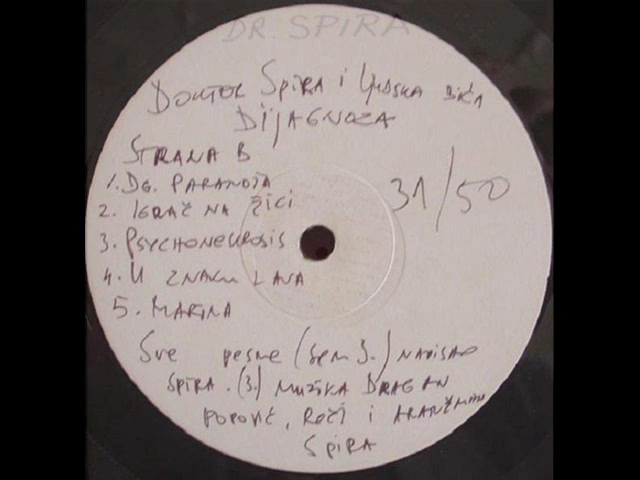 DR. SPIRA
DOKTOR SPIRA i LJUDSKA BIĆA
DIJAGNOZA
STRANA B
1. DG. PARANOJA
2. IGRAČ NA ŽICI
31/50
3. PSYCHONEUROSIS
4. U ZNAKU LAVA
5. MARINA
SVE PESME (SEM 3.) NAPISAO
SPIRA. (3.) MUZIKA DRAGAN
POPOVIĆ, REČI I ARANŽMAN
SPIRA